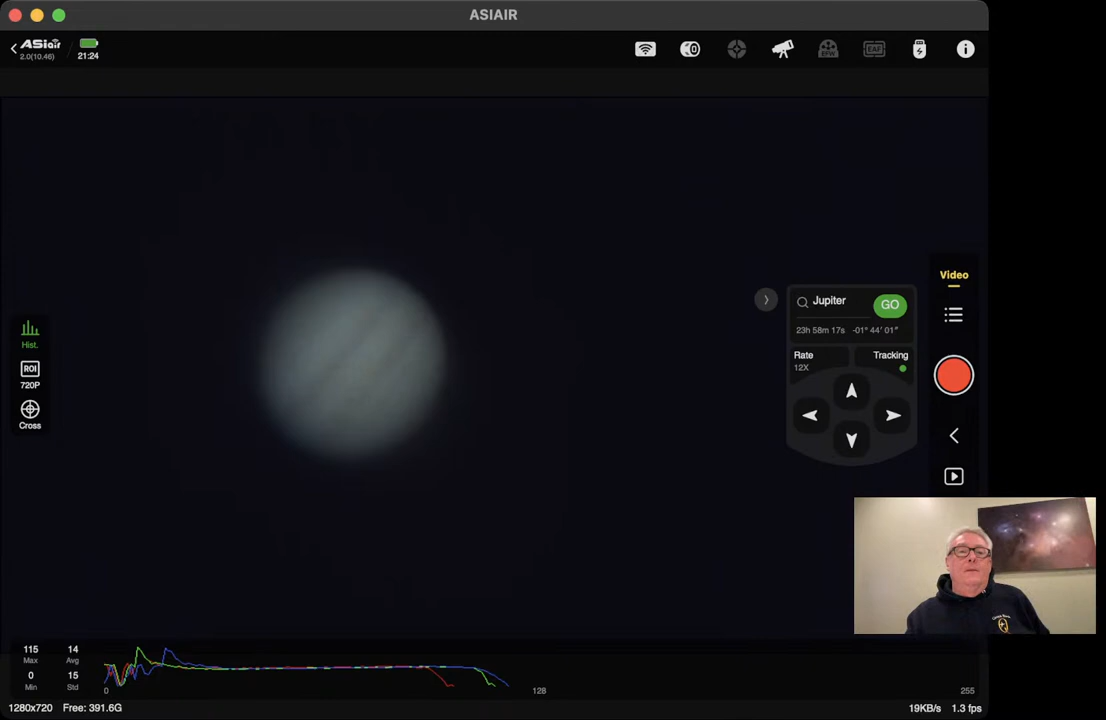 ASIAIR
ASiair
2.0(10.46)
21:24
EFW
EAF
Video
Jupiter
GO
23h 58m 17s -01° 44′ 01″
Rate
12X
Tracking
Hist.
ROI
720P
Cross
115
Max
14
Avg
0
Min
15
Std
0
128
255
1280x720 Free: 391.6G
19KB/s 1.3 fps